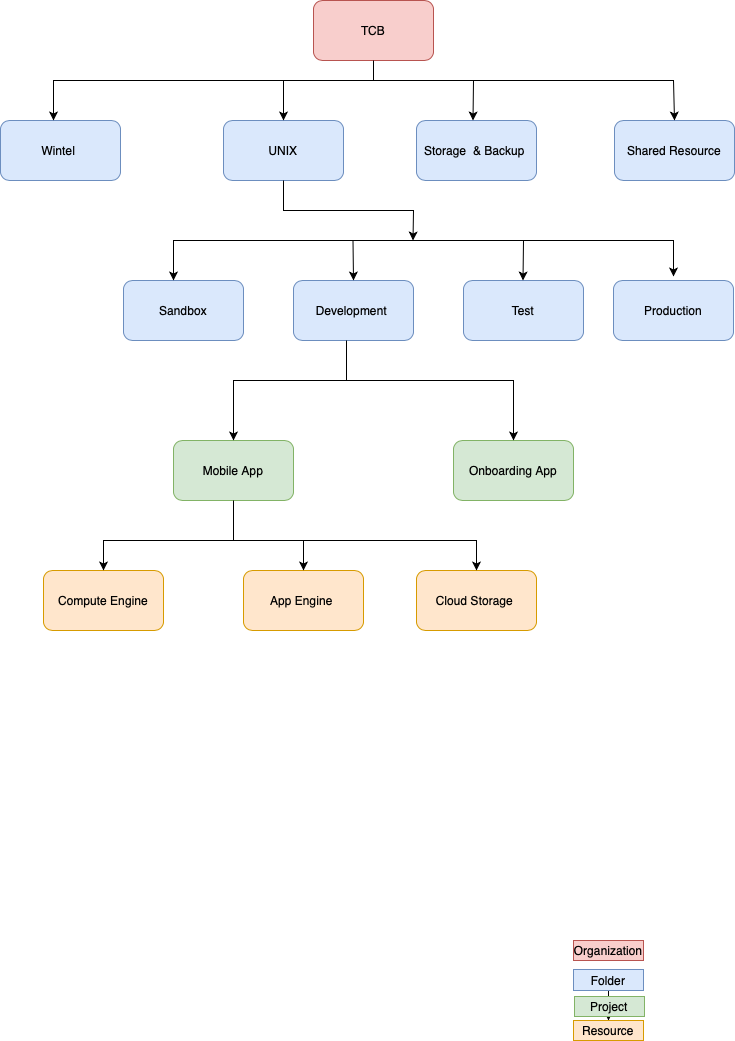 TCB
Wintel
UNIX
Storage & Backup
Shared Resource
Sandbox
Development
Test
Production
Mobile App
Onboarding App
Compute Engine
App Engine
Cloud Storage
Organization
Folder
Project
Resource